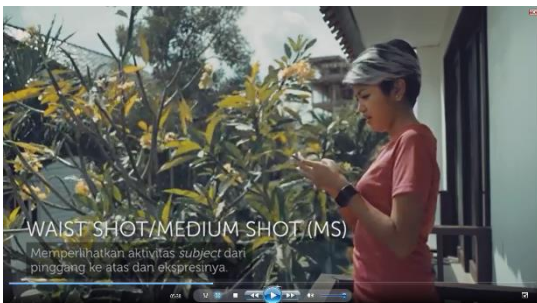 WAIST SHOT/MEDIUM SHOT (MS)
Memperlihatkan aktivitas subject dari
pinggang ke atas dan ekspresinya.